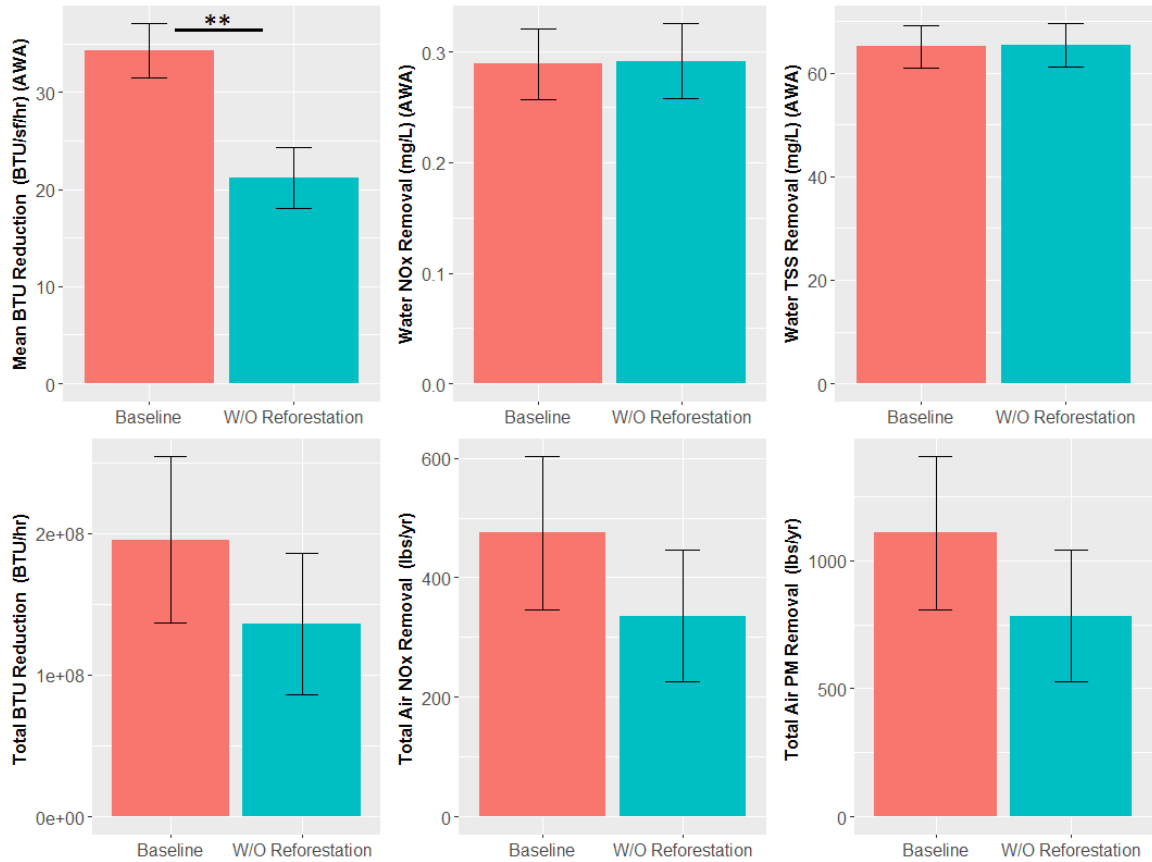 Mean BTU Reduction (BTU/sf/hr) (AWA)
30
20
10
0
**
Baseline
W/O Reforestation
Water NOx Removal (mg/L) (AWA)
0.3
0.2
0.1
0.0
Baseline
W/O Reforestation
Water TSS Removal (mg/L) (AWA)
60
40
20
0
Baseline
W/O Reforestation
Total BTU Reduction (BTU/hr)
2e+08
1e+08
0e+00
Baseline
W/O Reforestation
Total Air NOx Removal (lbs/yr)
600
400
200
0
Baseline
W/O Reforestation
Total Air PM Removal (lbs/yr)
1000
500
0
Baseline
W/O Reforestation